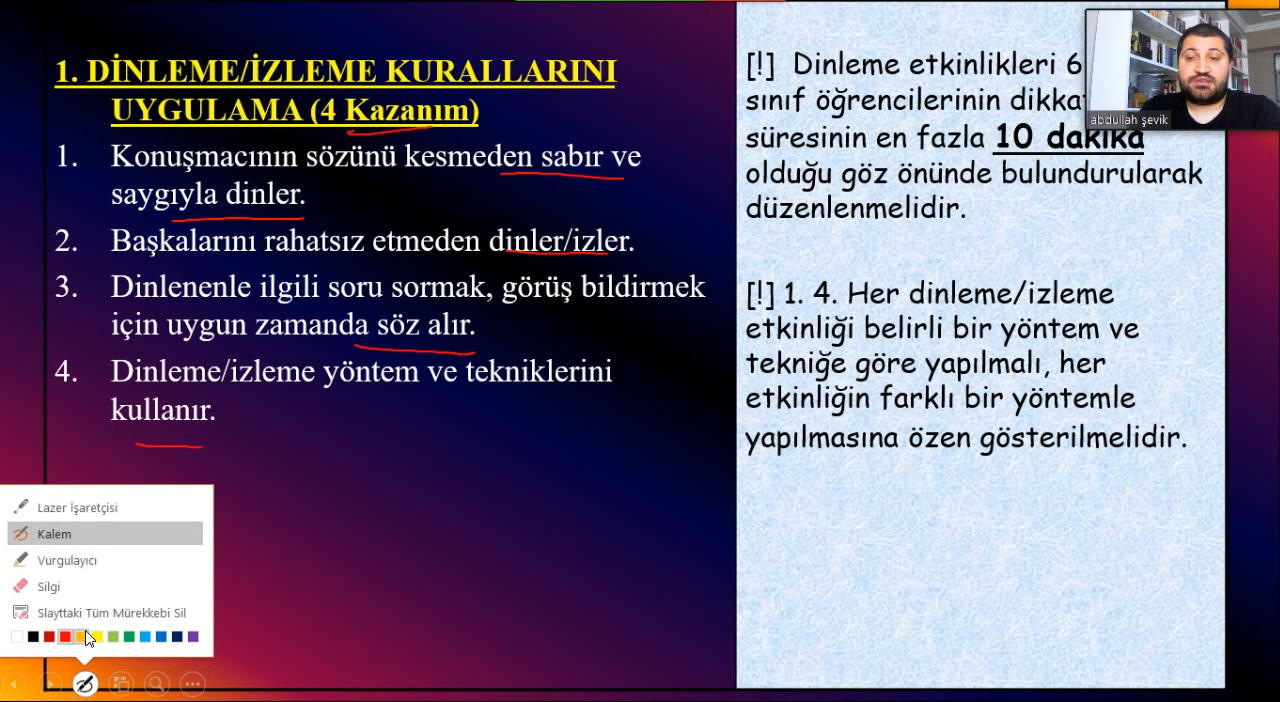 1. DİNLEME/İZLEME KURALLARINI
UYGULAMA (4 Kazanım)
1. Konuşmacının sözünü kesmeden sabır ve
saygıyla dinler.
2. Başkalarını rahatsız etmeden dinler/izler.
3. Dinlenenle ilgili soru sormak, görüş bildirmek
için uygun zamanda söz alır.
4. Dinleme/izleme yöntem ve tekniklerini
kullanır.
[!] Dinleme etkinlikleri 6
sınıf öğrencilerinin
süresinin en fazla 10 dakika
olduğu göz önünde bulundurularak
düzenlenmelidir.
[!] 1. 4. Her dinleme/izleme
etkinliği belirli bir yöntem ve
tekniğe göre yapılmalı, her
etkinliğin farklı bir yöntemle
yapılmasına özen gösterilmelidir.
abdullah şevik
Lazer İşaretçisi
Kalem
Vurgulayıcı
Silgi
Slayttaki Tüm Mürekkebi Sil